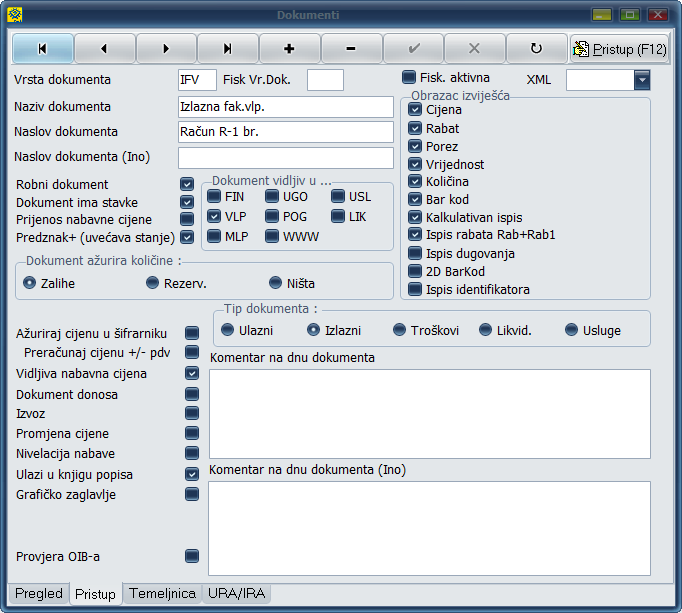 Dokumenti
Pristup (F12)
Vrsta dokumenta IFV Fisk Vr.Dok. Fisk. aktivna XML
Naziv dokumenta Izlazna fak.vlp.
Naslov dokumenta Račun R-1 br.
Naslov dokumenta (Ino)
Obrazac izviješća
Cijena
Rabat
Porez
Vrijednost
Količina
Bar kod
Kalkulativan ispis
Ispis rabata Rab+Rab1
Ispis dugovanja
2D BarKod
Ispis identifikatora
Robni dokument
Dokument ima stavke
Prijenos nabavne cijene
Predznak+ (uvećava stanje)
Dokument vidljiv u ...
FIN UGO USL
VLP POG LIK
MLP WWW
Dokument ažurira količine :
Zalihe Rezerv. Ništa
Tip dokumenta :
Ulazni Izlazni Troškovi Likvid. Usluge
Ažuriraj cijenu u šifrarniku
Preračunaj cijenu +/- pdv
Vidljiva nabavna cijena
Dokument donosa
Izvoz
Promjena cijene
Nivelacija nabave
Ulazi u knjigu popisa
Grafičko zaglavlje
Provjera OIB-a
Komentar na dnu dokumenta
Komentar na dnu dokumenta (Ino)
Pregled Pristup Temeljnica URA/IRA